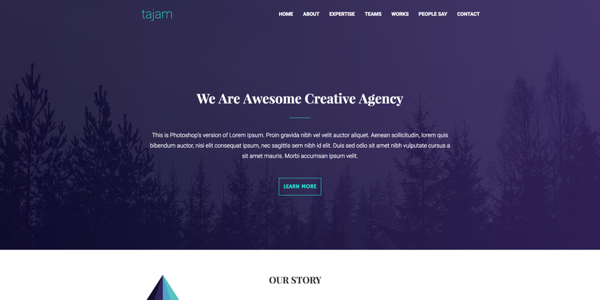 tajam
HOME ABOUT EXPERTISE TEAMS WORKS PEOPLE SAY CONTACT
We Are Awesome Creative Agency
This is Photoshop's version of Lorem Ipsum. Proin gravida nibh vel velit auctor aliquet. Aenean sollicitudin, lorem quis
bibendum auctor, nisi elit consequat ipsum, nec sagittis sem nibh id elit. Duis sed odio sit amet nibh vulputate cursus a
sit amet mauris. Morbi accumsan ipsum velit.
LEARN MORE
OUR STORY